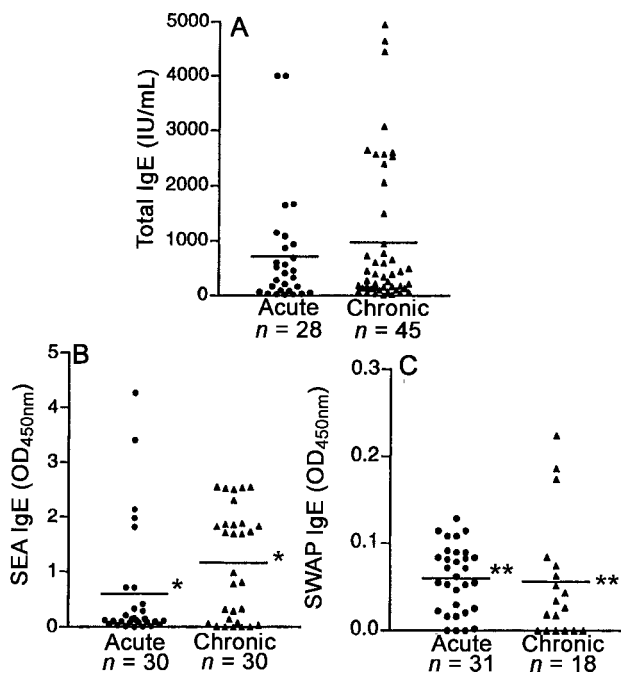 A
Total IgE (IU/mL)
5000
4000
3000
2000
1000
0
Acute
n = 28
Chronic
n = 45
B
SEA IgE (OD450nm)
5
4
3
2
1
0
*
*
Acute
n = 30
Chronic
n = 30
C
SWAP IgE (OD450nm)
0.3
0.2
0.1
0.0
**
**
Acute
n = 31
Chronic
n = 18